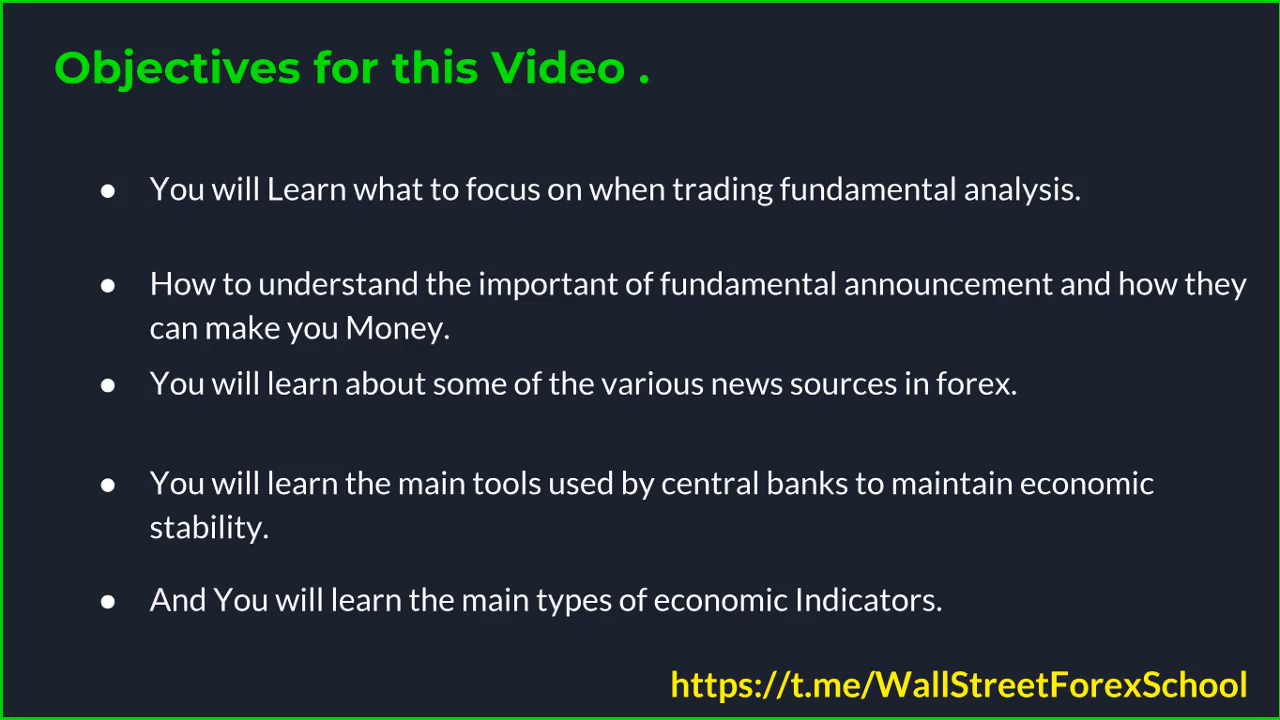 Objectives for this Video .
● You will Learn what to focus on when trading fundamental analysis.
● How to understand the important of fundamental announcement and how they
can make you Money.
● You will learn about some of the various news sources in forex.
● You will learn the main tools used by central banks to maintain economic
stability.
● And You will learn the main types of economic Indicators.
https://t.me/WallStreetForexSchool